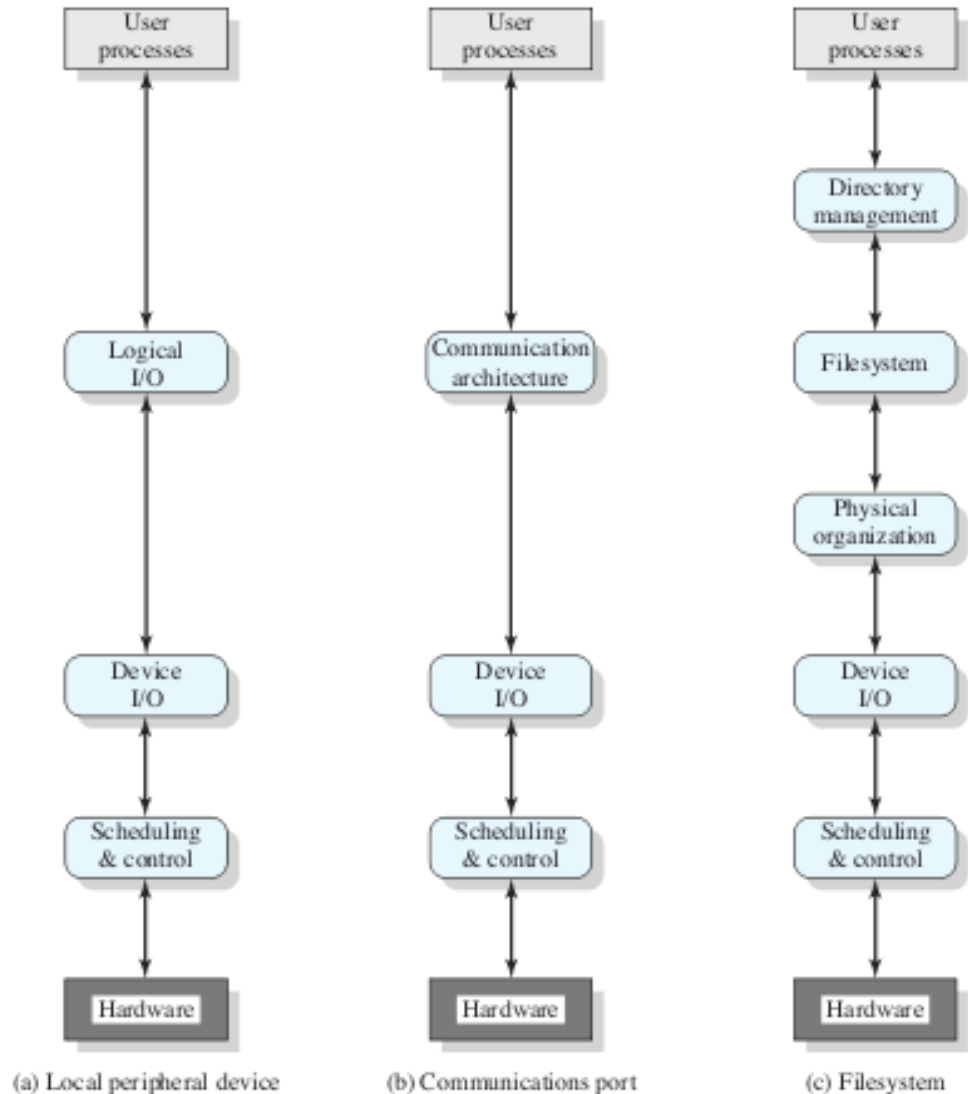 User
processes
Logical
I/O
Device
I/O
Scheduling
& control
Hardware
(a) Local peripheral device
User
processes
Communication
architecture
Device
I/O
Scheduling
& control
Hardware
(b) Communications port
User
processes
Directory
management
Filesystem
Physical
organization
Device
I/O
Scheduling
& control
Hardware
(c) Filesystem